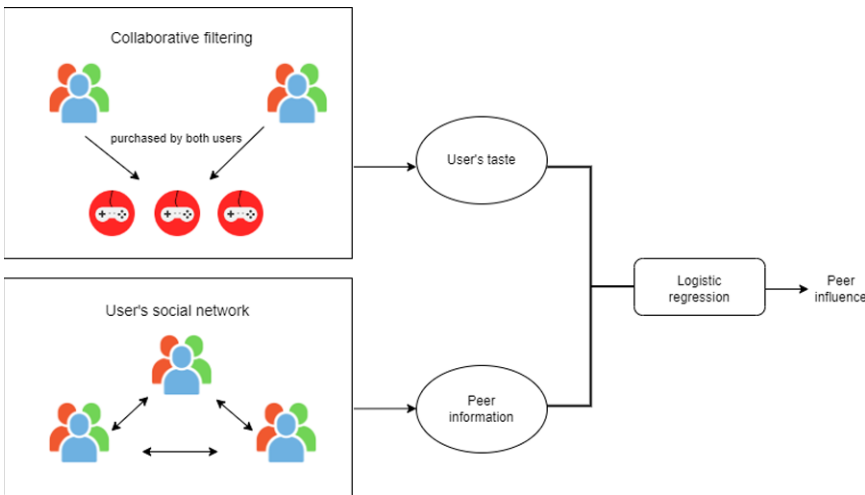 Collaborative filtering
purchased by both users
User's taste
User's social network
Peer
information
Logistic
regression
Peer
influence